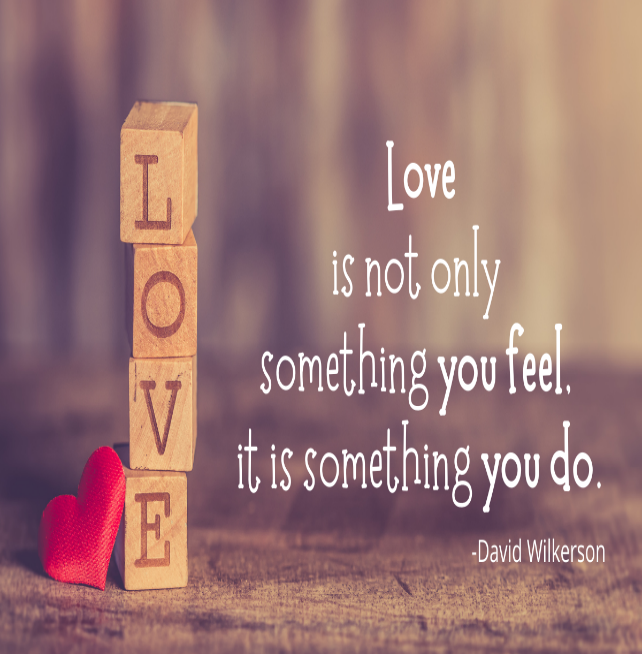 L
O
V
E
Love
is not only
something you feel,
it is something you do.
-David Wilkerson